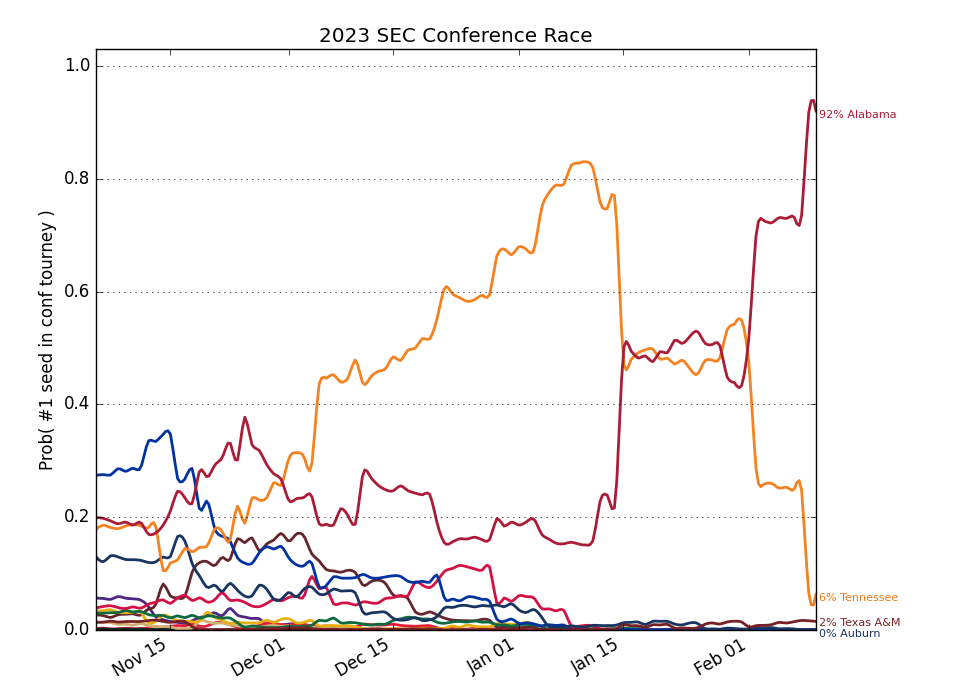 2023 SEC Conference Race
Prob( #1 seed in conf tourney )
1.0
0.8
0.6
0.4
0.2
0.0
Nov 15
Dec 01
Dec 15
Jan 01
Jan 15
Feb 01
92% Alabama
6% Tennessee
2% Texas A&M
0% Auburn